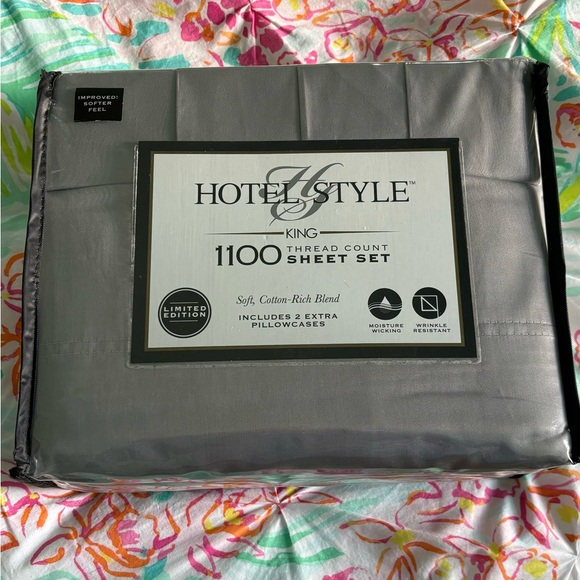 IMPROVED!
SOFTER
FEEL
HS
HOTEL STYLE™
KING
1100 THREAD COUNT
SHEET SET
Soft, Cotton-Rich Blend
INCLUDES 2 EXTRA
PILLOWCASES
LIMITED
EDITION
MOISTURE
WICKING
WRINKLE
RESISTANT